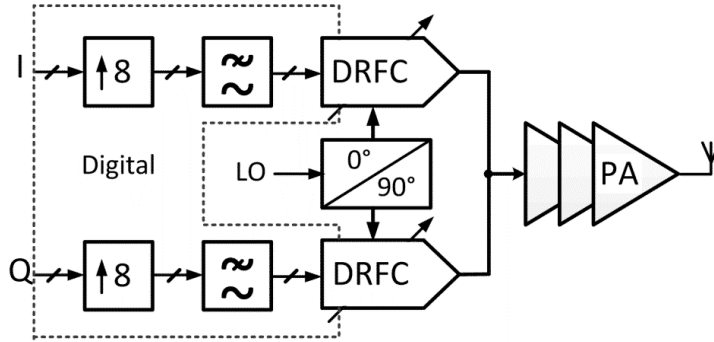 I
↑8
DRFC
Digital
LO
0°
90°
PA
Q
↑8
DRFC